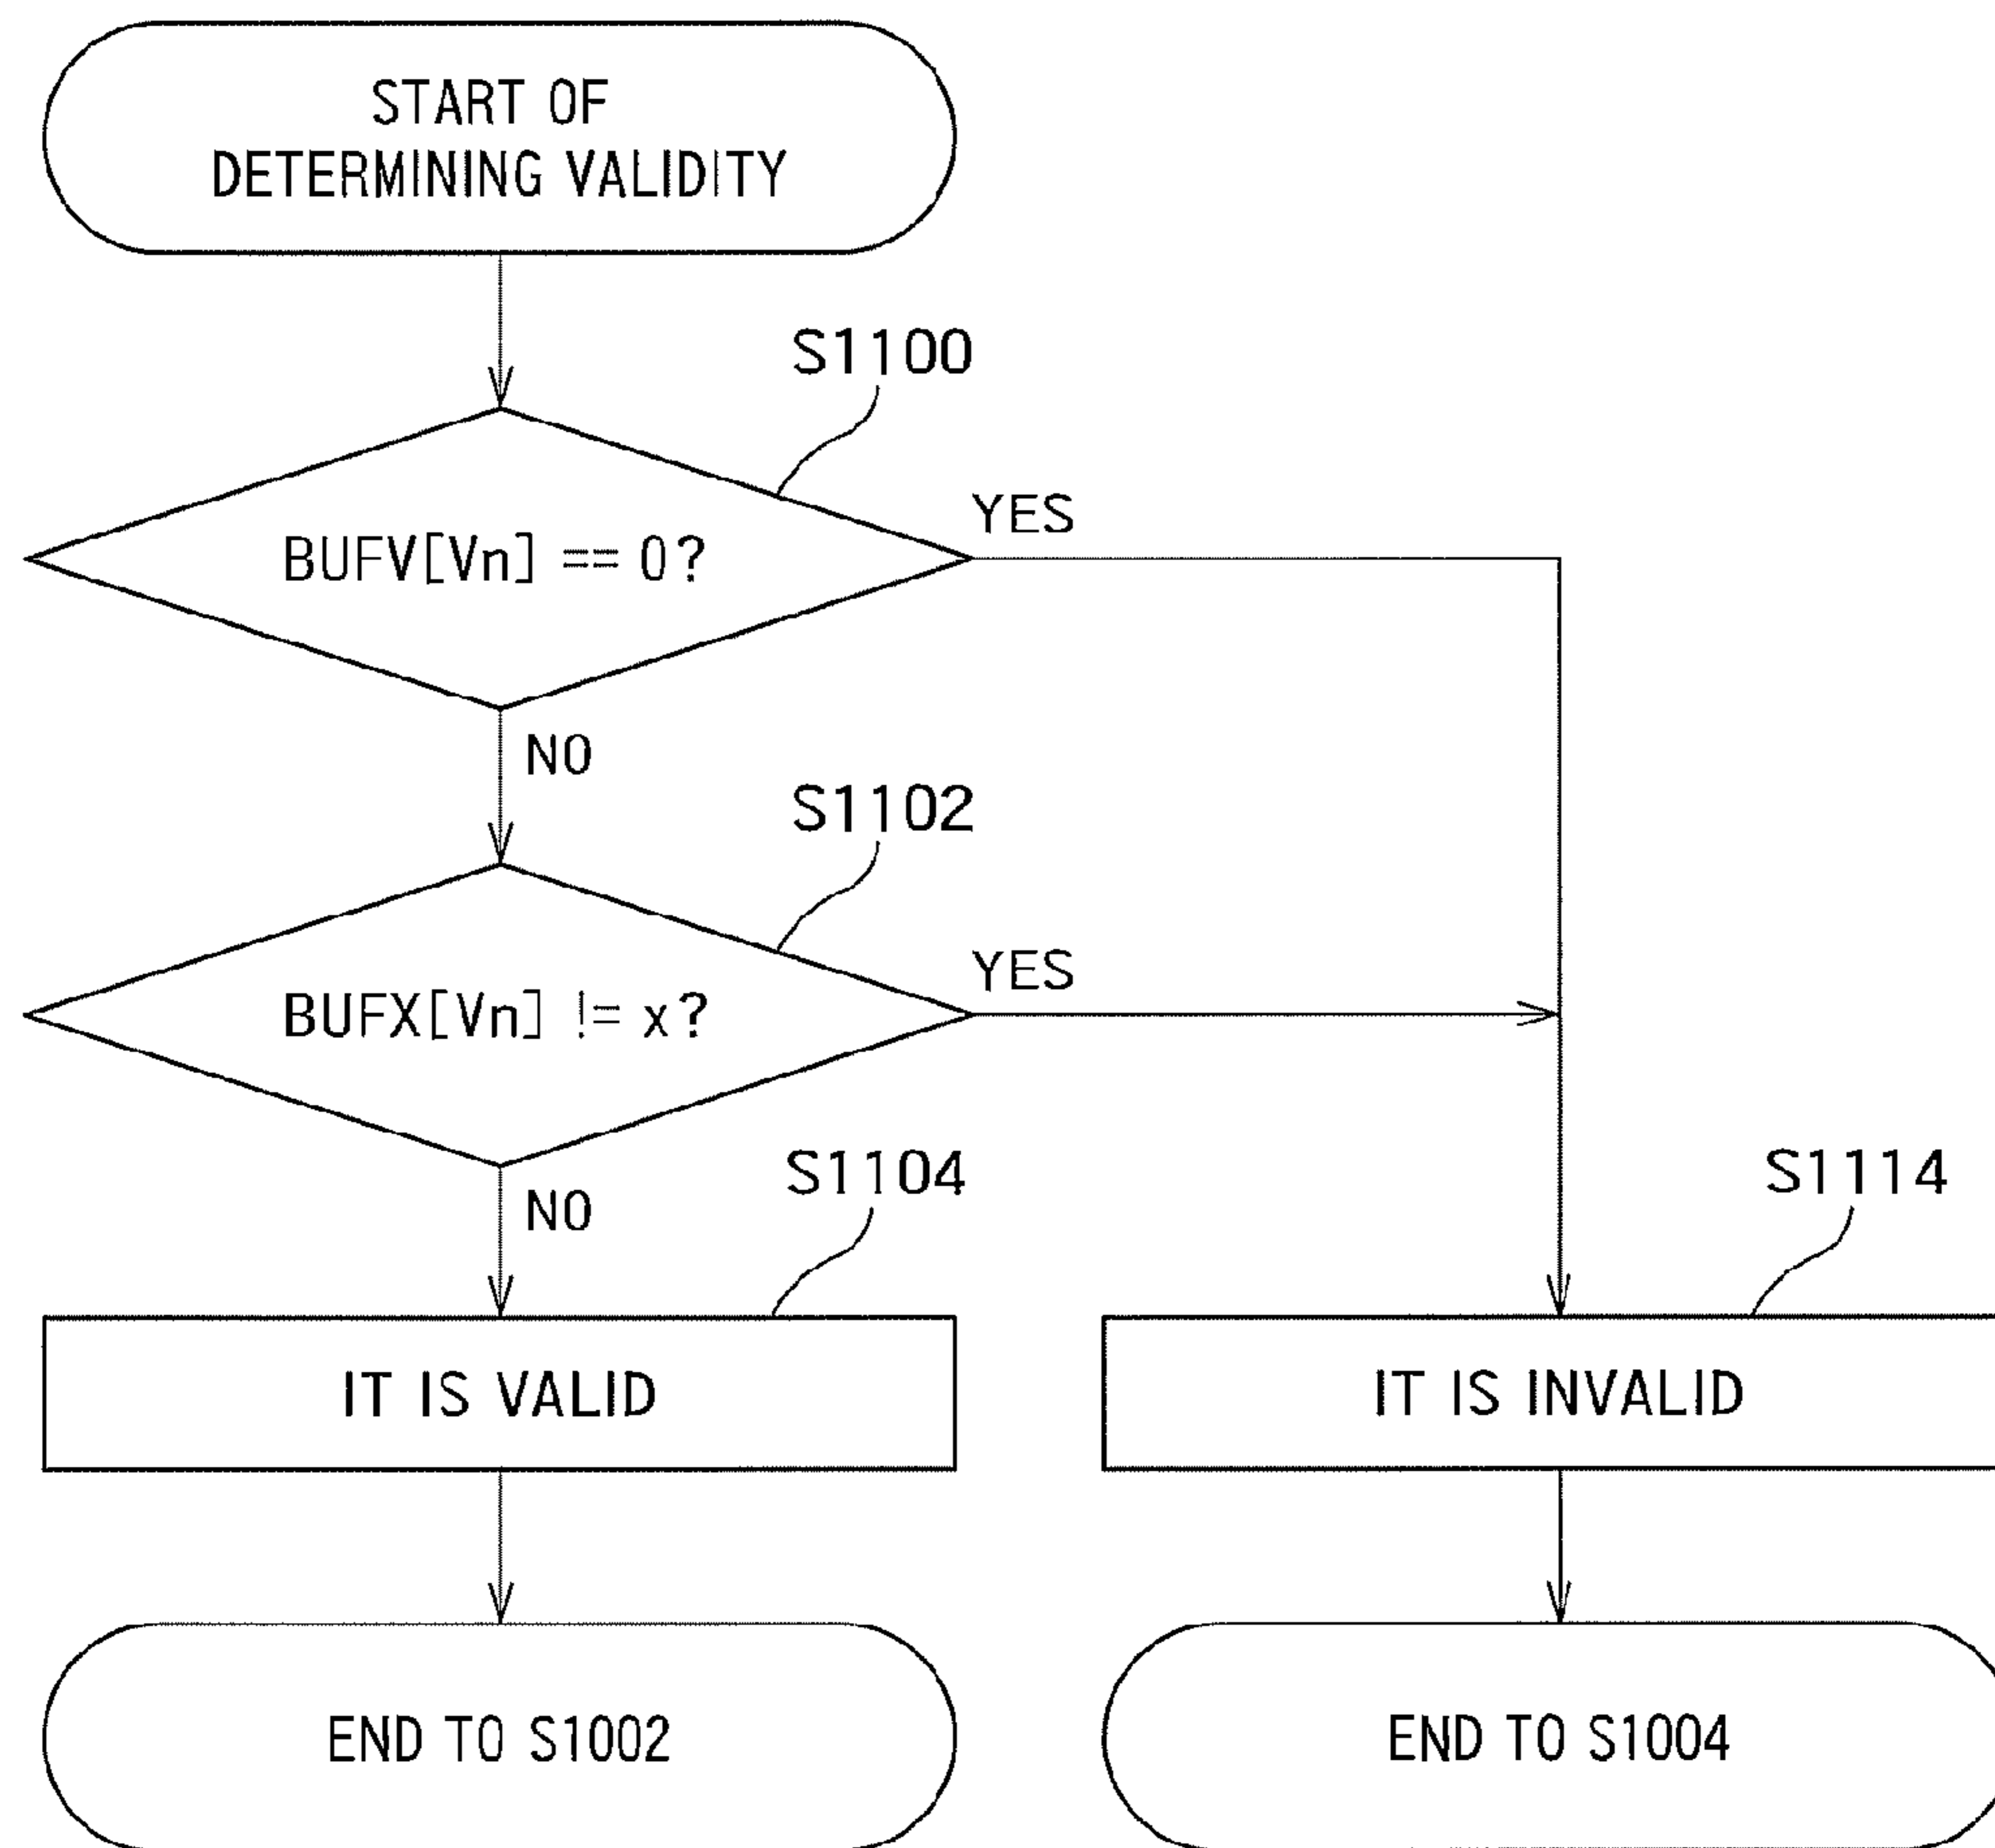 START OF
DETERMINING VALIDITY
S1100
BUFV[Vn] == 0?
YES
NO
S1102
BUFX[Vn] != x?
YES
NO
S1104
S1114
IT IS VALID
IT IS INVALID
END TO S1002
END TO S1004